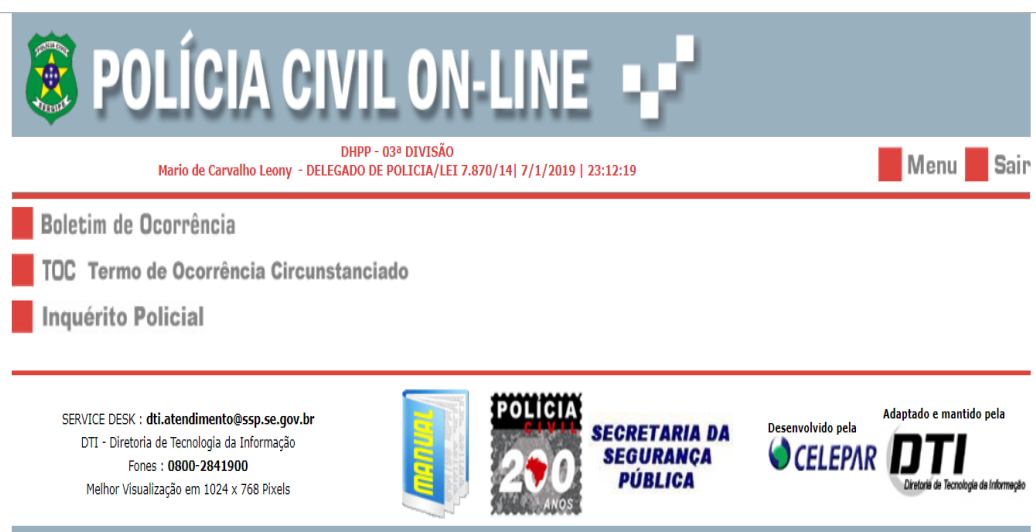 POLÍCIA CIVIL
SERGIPE
POLÍCIA CIVIL ON-LINE
DHPP - 03ª DIVISÃO
Mario de Carvalho Leony - DELEGADO DE POLICIA/LEI 7.870/14| 7/1/2019 | 23:12:19
Menu
Sair
Boletim de Ocorrência
TOC Termo de Ocorrência Circunstanciado
Inquérito Policial
SERVICE DESK : dti.atendimento@ssp.se.gov.br
DTI - Diretoria de Tecnologia da Informação
Fones : 0800-2841900
Melhor Visualização em 1024 x 768 Pixels
MANUAL
POLÍCIA
CIVIL
200
ANOS
SECRETARIA DA
SEGURANÇA
PÚBLICA
Desenvolvido pela
CELEPAR
Adaptado e mantido pela
DTI
Diretoria de Tecnologia da Informação